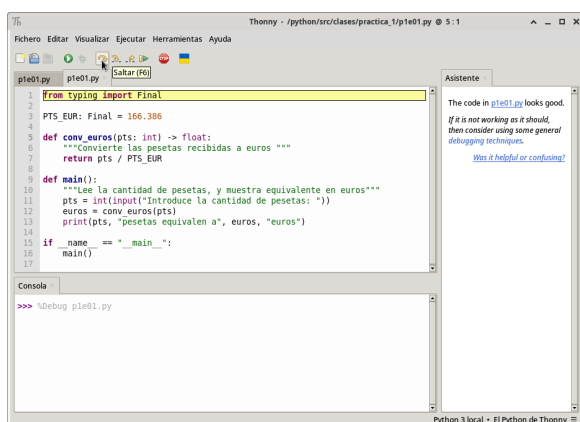 Thonny - /python/src/clases/practica_1/p1e01.py @ 5 : 1
Fichero Editar Visualizar Ejecutar Herramientas Ayuda
Saltar (F6)
p1e01.py
p1e01.py
Asistente
1 from typing import Final
2
3 PTS_EUR: Final = 166.386
4
5 def conv_euros(pts: int) -> float:
6 """Convierte las pesetas recibidas a euros """
7 return pts / PTS_EUR
8
9 def main():
10 """Lee la cantidad de pesetas, y muestra equivalente en euros"""
11 pts = int(input("Introduce la cantidad de pesetas: "))
12 euros = conv_euros(pts)
13 print(pts, "pesetas equivalen a", euros, "euros")
14
15 if __name__ == "__main__":
16 main()
17
The code in p1e01.py looks good.
If it is not working as it should,
then consider using some general
debugging techniques.
Was it helpful or confusing?
Consola
>>> %Debug p1e01.py
Python 3 local • El Python de Thonny